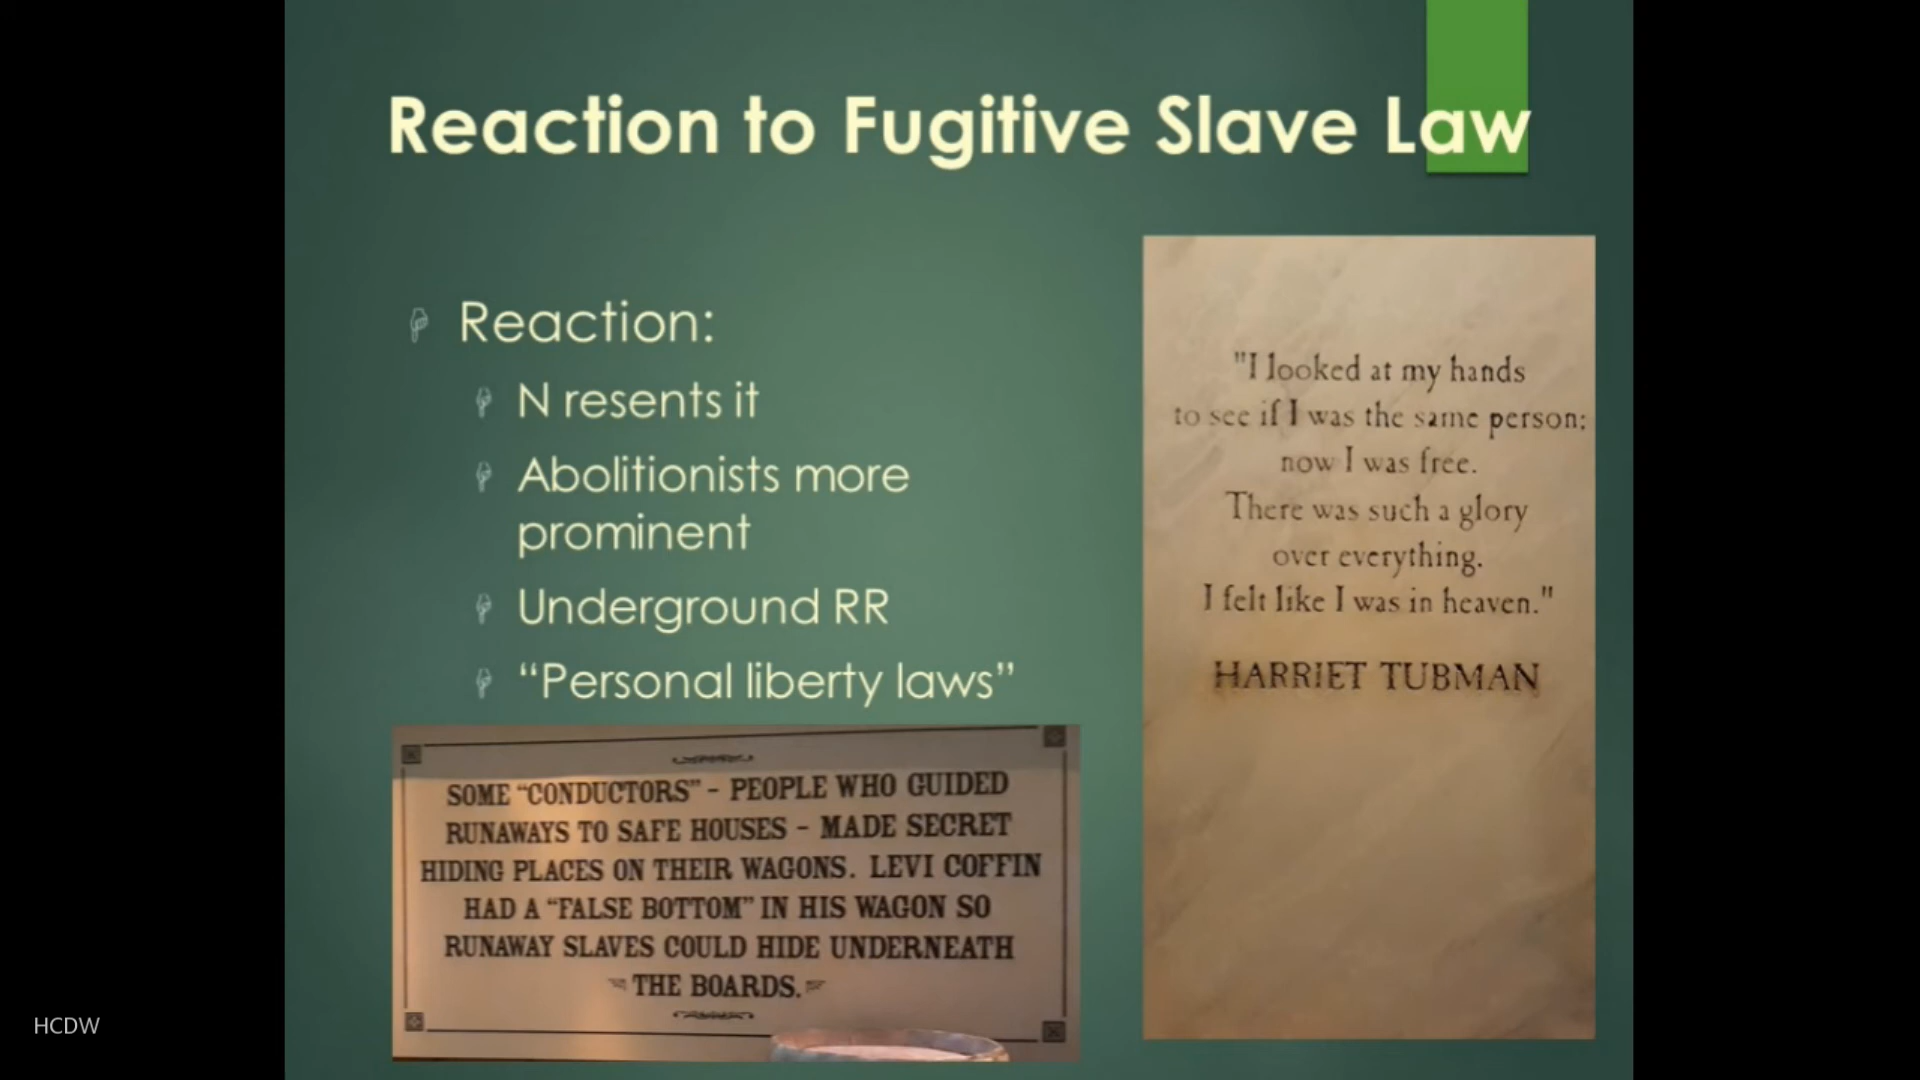 Reaction to Fugitive Slave Law
Reaction:
N resents it
Abolitionists more
prominent
Underground RR
“Personal liberty laws”
SOME “CONDUCTORS” - PEOPLE WHO GUIDED
RUNAWAYS TO SAFE HOUSES - MADE SECRET
HIDING PLACES ON THEIR WAGONS. LEVI COFFIN
HAD A “FALSE BOTTOM” IN HIS WAGON SO
RUNAWAY SLAVES COULD HIDE UNDERNEATH
THE BOARDS.
"I looked at my hands
to see if I was the same person;
now I was free.
There was such a glory
over everything.
I felt like I was in heaven."
HARRIET TUBMAN
HCDW